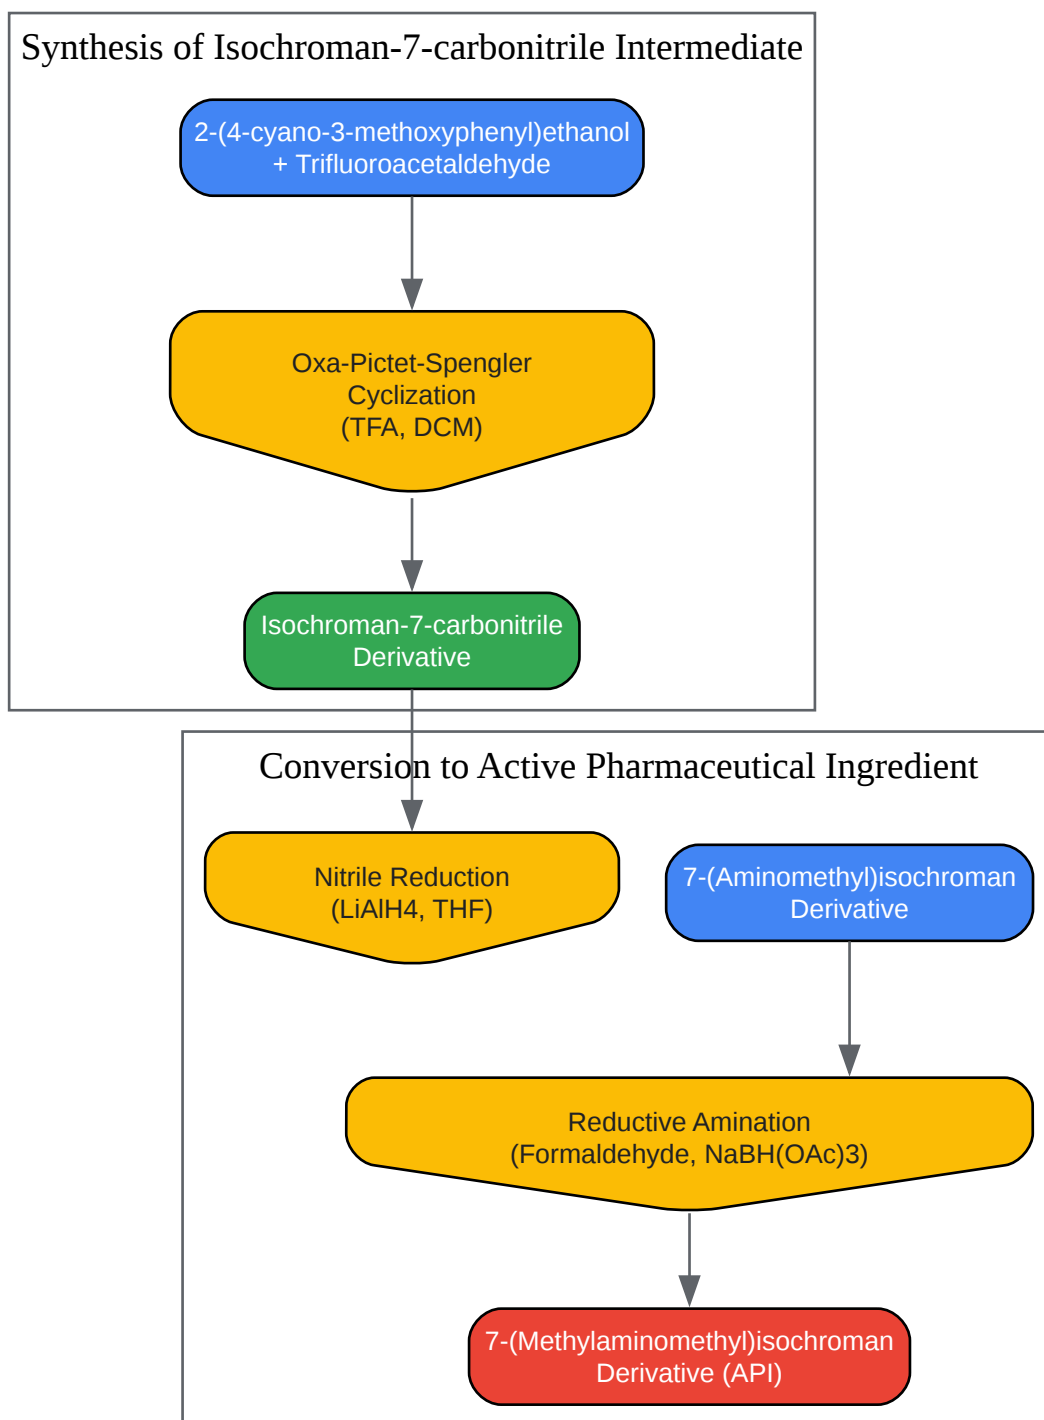 Synthesis of Isochroman-7-carbonitrile Intermediate
2-(4-cyano-3-methoxyphenyl)ethanol
+ Trifluoroacetaldehyde
Oxa-Pictet-Spengler
Cyclization
(TFA, DCM)
Isochroman-7-carbonitrile
Derivative
Conversion to Active Pharmaceutical Ingredient
Nitrile Reduction
(LiAlH4, THF)
7-(Aminomethyl)isochroman
Derivative
Reductive Amination
(Formaldehyde, NaBH(OAc)3)
7-(Methylaminomethyl)isochroman
Derivative (API)